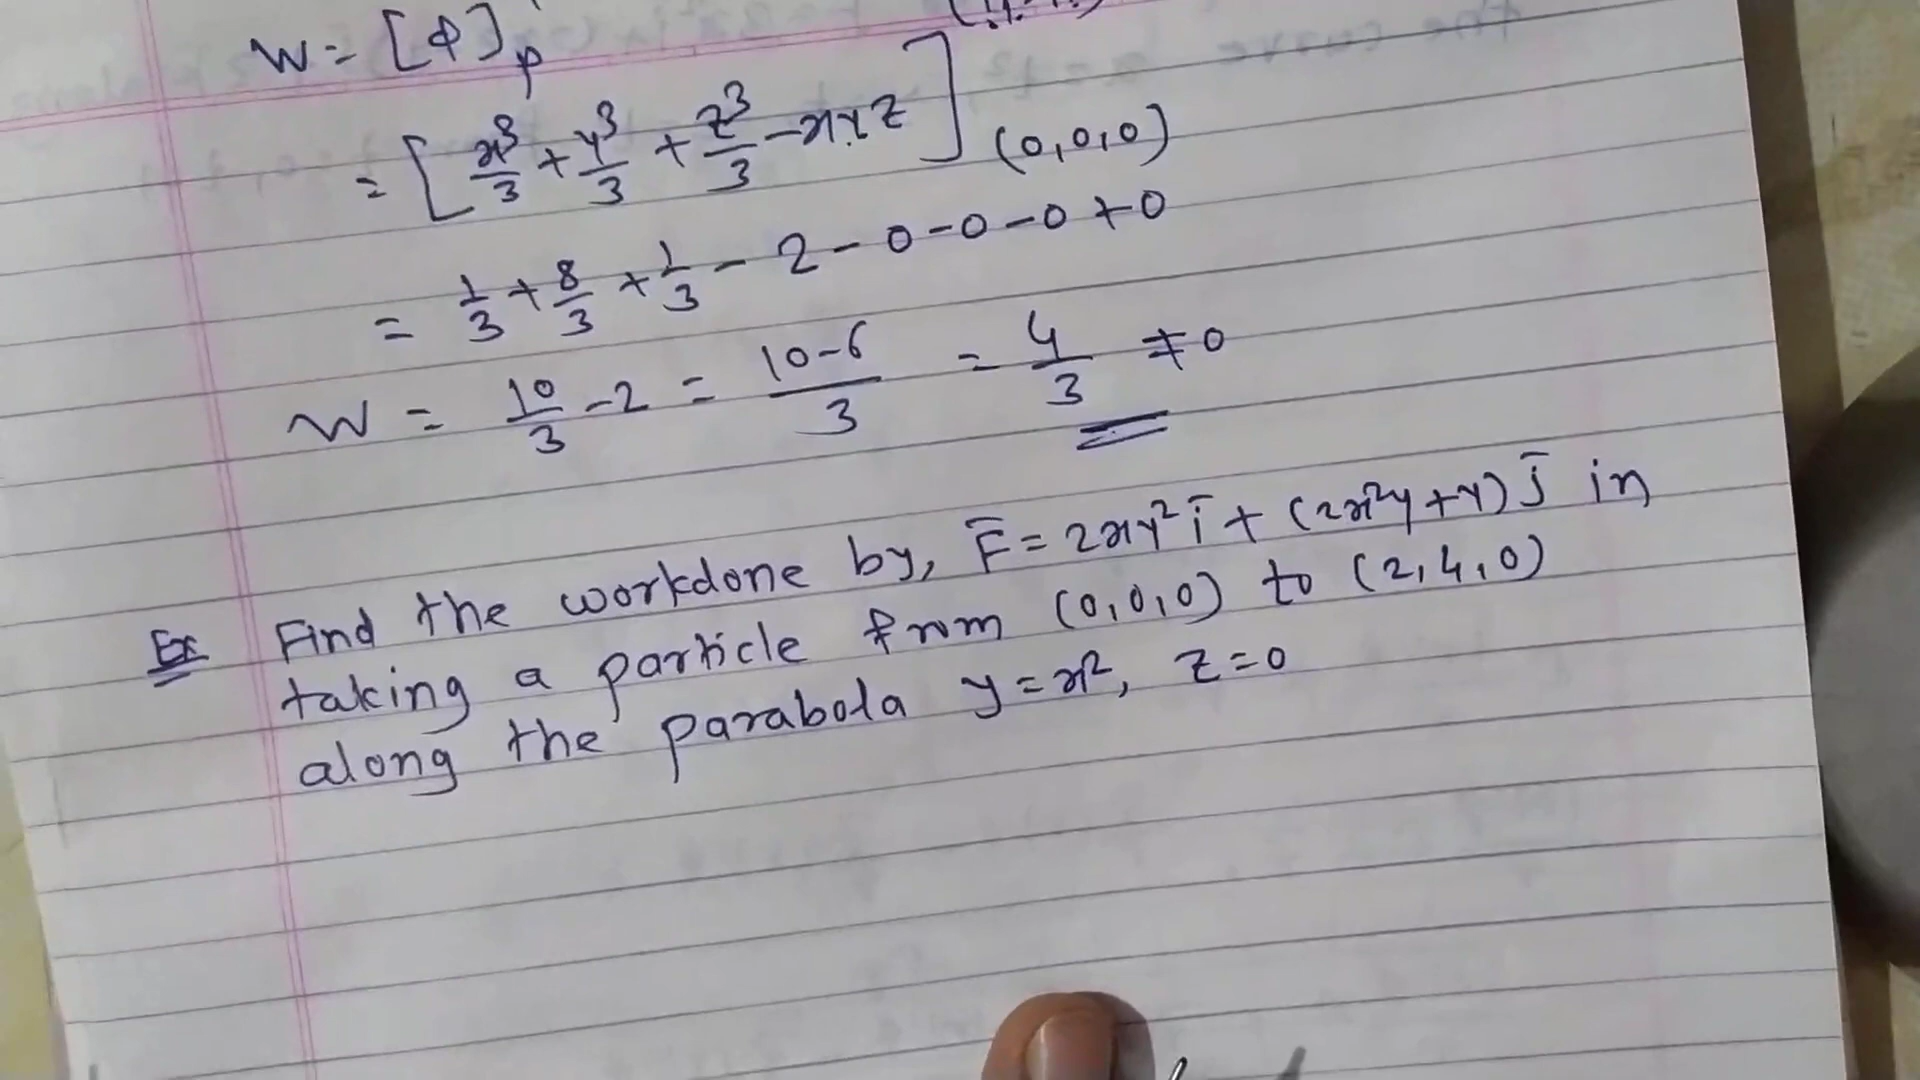 W = [Φ]p
= [x³/3 + y³/3 + z³/3 - xyz] (0,0,0)
= 1/3 + 8/3 + 1/3 - 2 - 0 - 0 - 0 + 0
W = 10/3 - 2 = (10-6)/3 = 4/3 ≠ 0
Ex Find the workdone by, F̄ = 2xy² ī + (2x²y + y) j̄ in
taking a particle from (0,0,0) to (2,4,0)
along the parabola y = x², z = 0